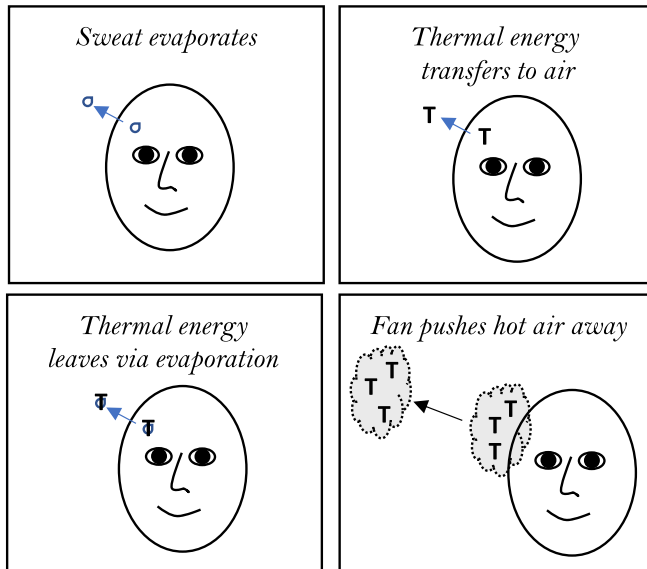 Sweat evaporates
Thermal energy
transfers to air
T
T
Thermal energy
leaves via evaporation
T
T
Fan pushes hot air away
T
T
T
T
T
T